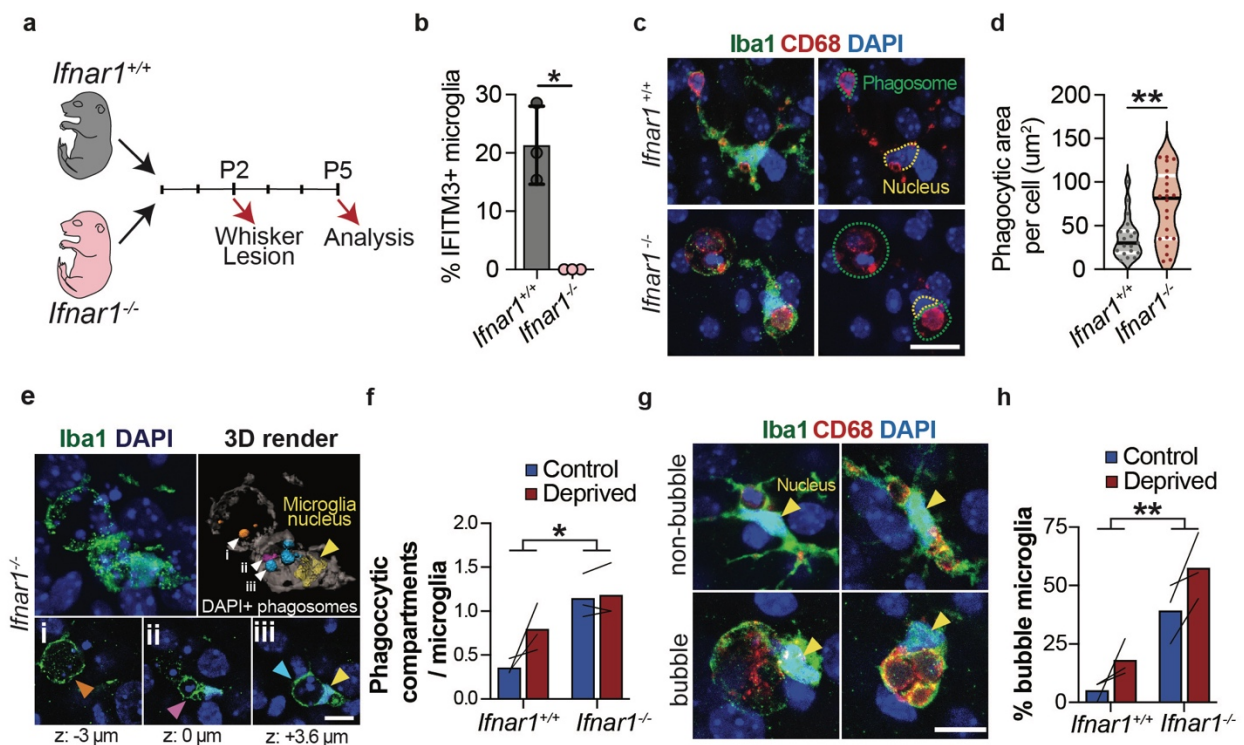 a
Ifnar1+/+
Ifnar1-/-
P2
P5
Whisker
Lesion
Analysis
b
% IFITM3+ microglia
30
20
10
0
*
Ifnar1+/+
Ifnar1-/-
c
Iba1 CD68 DAPI
Ifnar1+/+
Ifnar1-/-
Phagosome
Nucleus
d
Phagocytic area
per cell (um²)
200
150
100
50
0
**
Ifnar1+/+
Ifnar1-/-
e
Iba1 DAPI
3D render
Ifnar1-/-
Microglia
nucleus
i
ii
iii
DAPI+ phagosomes
i
ii
iii
z: -3 µm
z: 0 µm
z: +3.6 µm
f
Control
Deprived
Phagoccytic
compartments
/ microglia
2.0
1.5
1.0
0.5
0.0
*
Ifnar1+/+
Ifnar1-/-
g
Iba1 CD68 DAPI
non-bubble
bubble
Nucleus
h
Control
Deprived
% bubble microglia
75
50
25
0
**
Ifnar1+/+
Ifnar1-/-